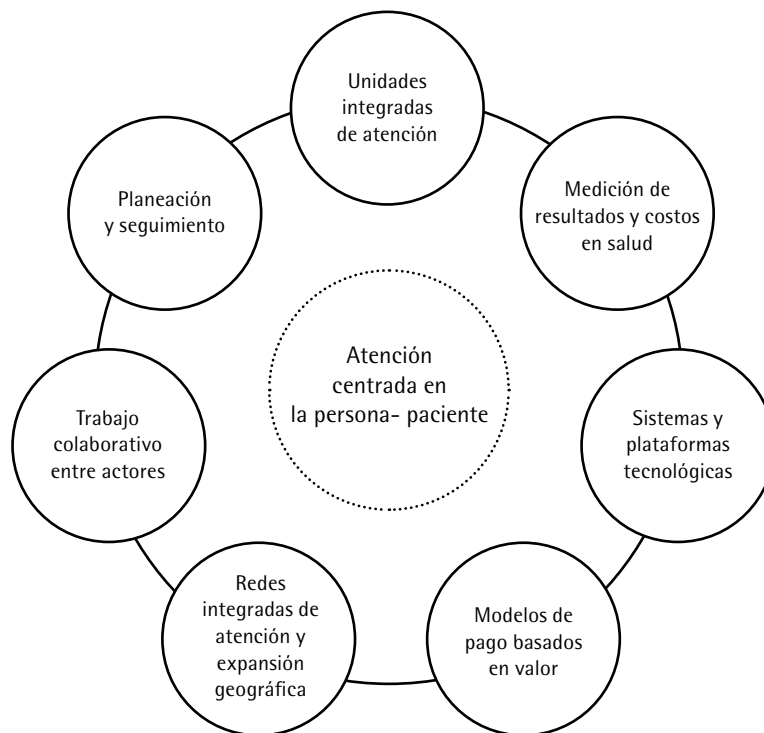 Unidades
integradas
de atención
Medición de
resultados y costos
en salud
Sistemas y
plataformas
tecnológicas
Modelos de
pago basados
en valor
Redes
integradas de
atención y
expansión
geográfica
Trabajo
colaborativo
entre actores
Planeación
y seguimiento
Atención
centrada en
la persona- paciente